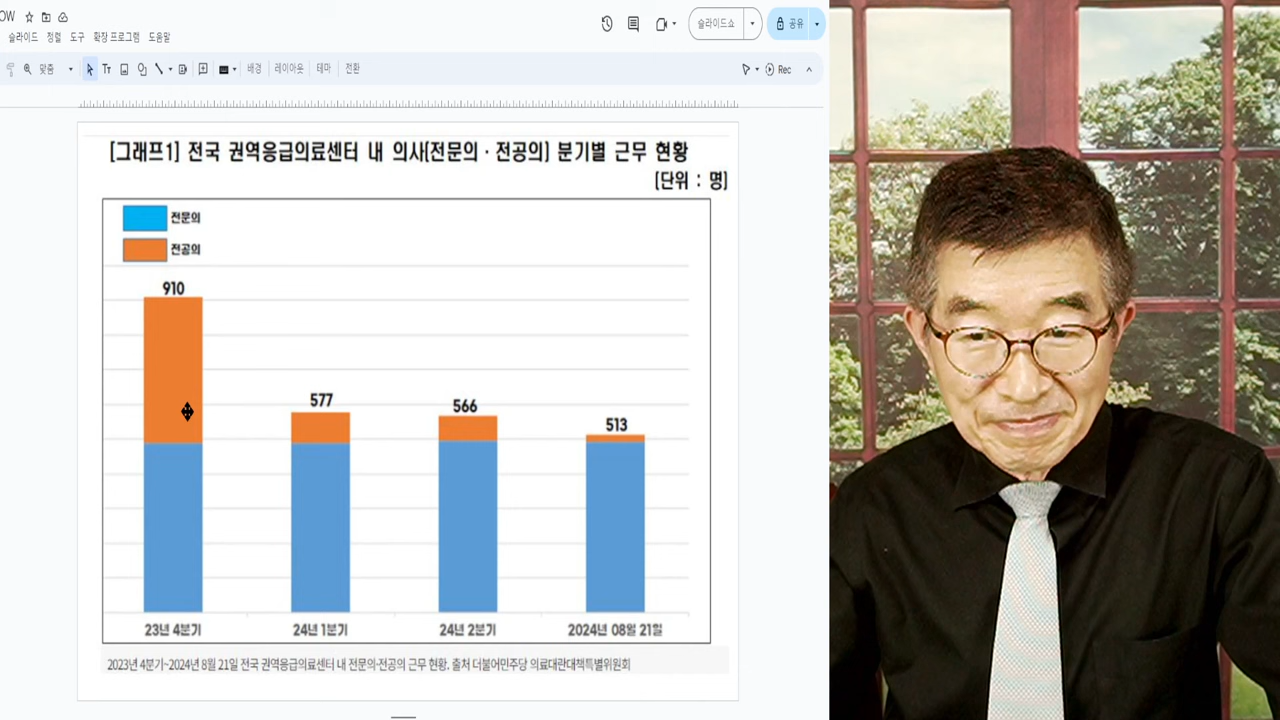 OW
슬라이드쇼
공유
슬라이드 정렬 도구 확장 프로그램 도움말
맞춤 Tr 배경 레이아웃 테마 전환 Rec
[그래프1] 전국 권역응급의료센터 내 의사(전문의 · 전공의) 분기별 근무 현황
(단위 : 명)
전문의
전공의
910
577
566
513
23년 4분기 24년 1분기 24년 2분기 2024년 08월 21일
2023년 4분기~2024년 8월 21일 전국 권역응급의료센터 내 전문의·전공의 근무 현황. 출처 더불어민주당 의료대란대책특별위원회